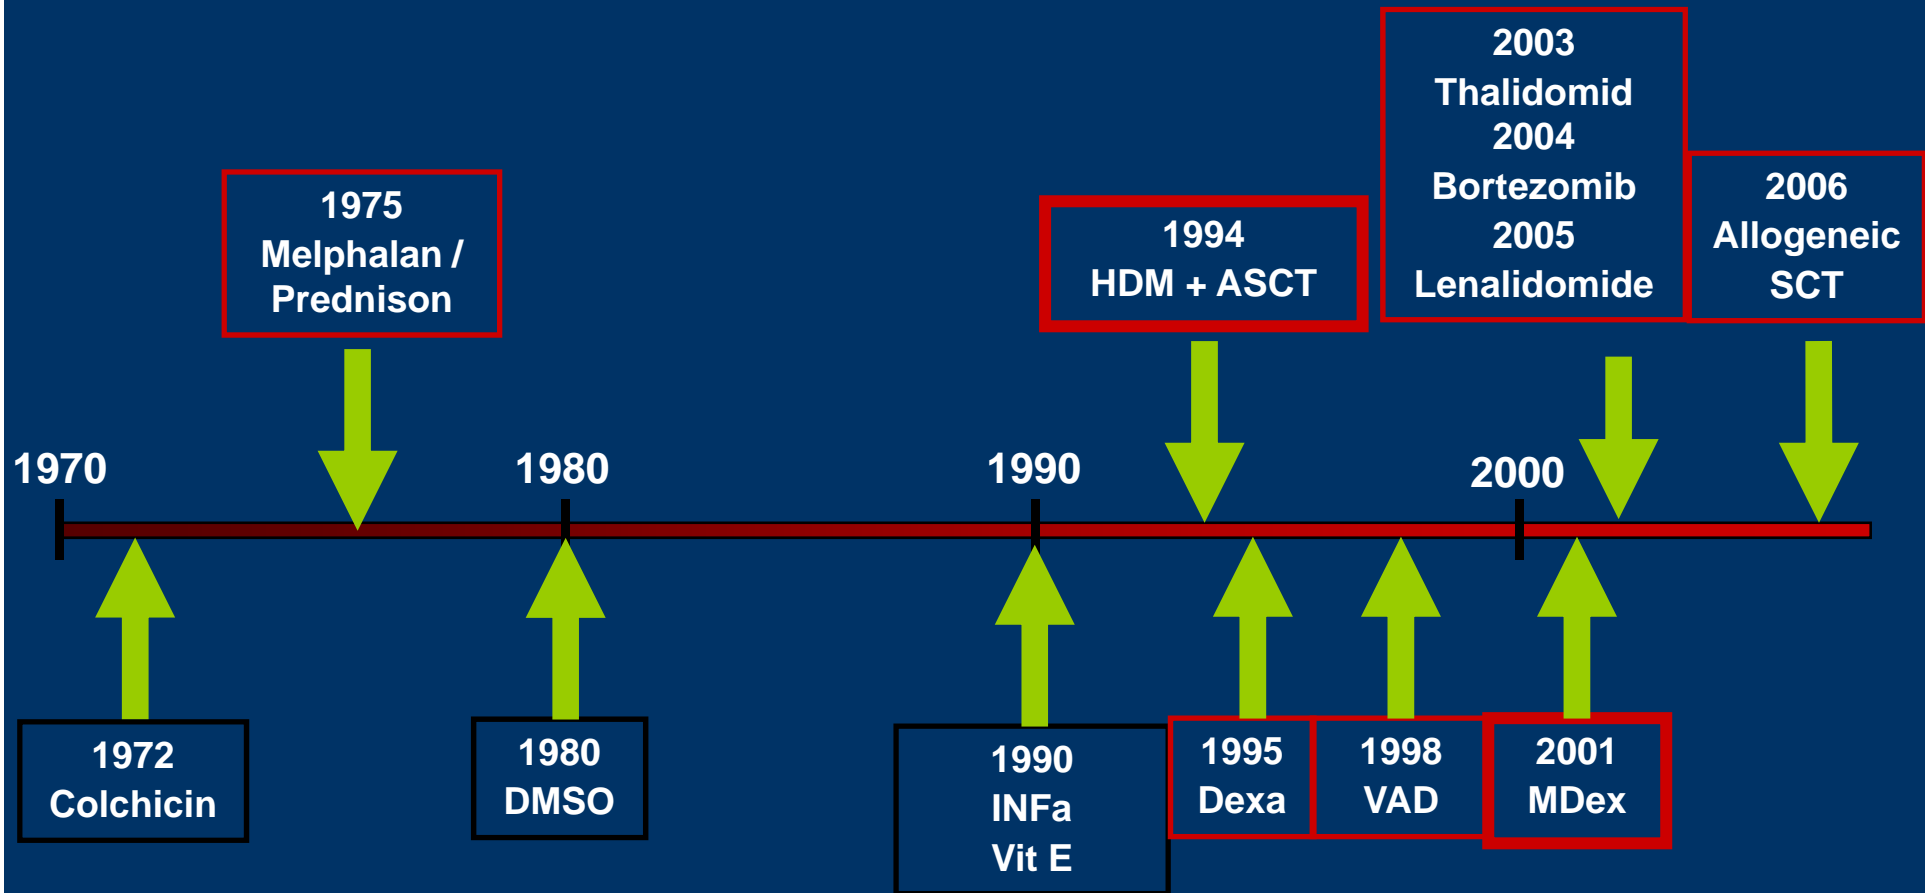 2003
Thalidomid
2004
Bortezomib
2005
Lenalidomide
1975
Melphalan /
Prednison
1994
HDM + ASCT
2006
Allogeneic
SCT
1970
1980
1990
2000
1972
Colchicin
1980
DMSO
1990
INFa
Vit E
1995
Dexa
1998
VAD
2001
MDex